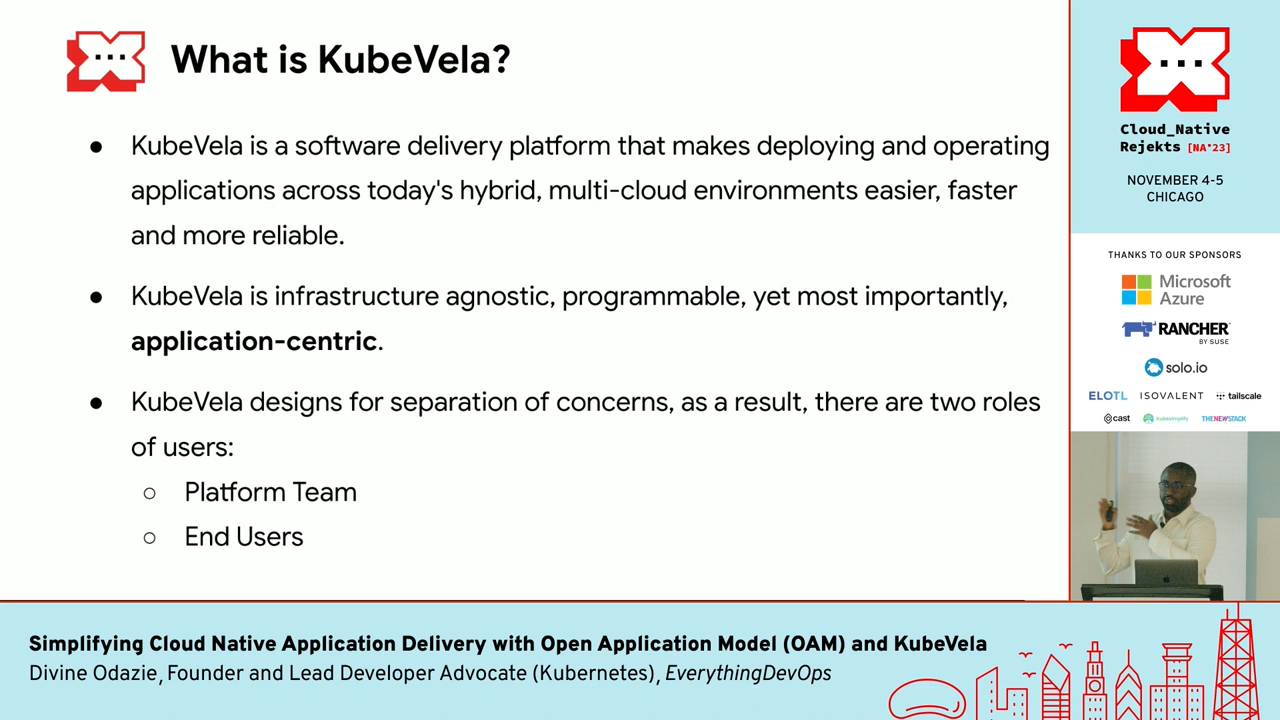 What is KubeVela?
● KubeVela is a software delivery platform that makes deploying and operating
applications across today's hybrid, multi-cloud environments easier, faster
and more reliable.
● KubeVela is infrastructure agnostic, programmable, yet most importantly,
application-centric.
● KubeVela designs for separation of concerns, as a result, there are two roles
of users:
○ Platform Team
○ End Users
Cloud_Native
Rejekts [NA'23]
NOVEMBER 4-5
CHICAGO
THANKS TO OUR SPONSORS
Microsoft
Azure
RANCHER
BY SUSE
solo.io
ELOTL ISOVALENT tailscale
cast Kubesimplify THENEWSTACK
Simplifying Cloud Native Application Delivery with Open Application Model (OAM) and KubeVela
Divine Odazie, Founder and Lead Developer Advocate (Kubernetes), EverythingDevOps